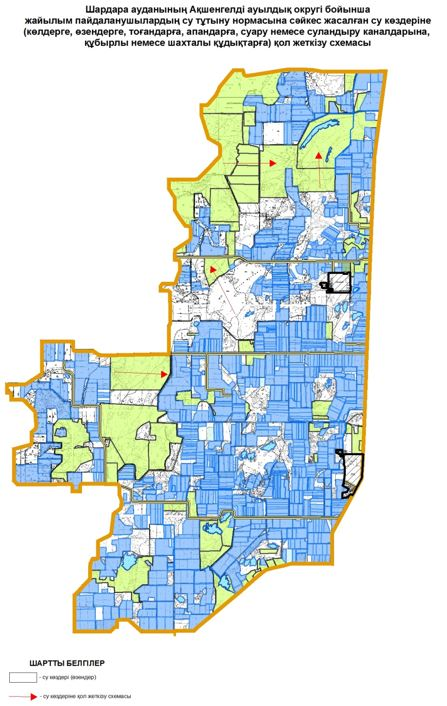 Шардара ауданының Ақшенгелді ауылдық округі бойынша
жайылым пайдаланушылардың су тұтыну нормасына сәйкес жасалған су көздеріне
(көлдерге, өзендерге, тоғандарға, апандарға, суару немесе суландыру каналдарына,
құбырлы немесе шахталы құдықтарға) қол жеткізу схемасы
ШАРТТЫ БЕЛГІЛЕР
- су көздері (өзендер)
- су көздеріне қол жеткізу схемасы